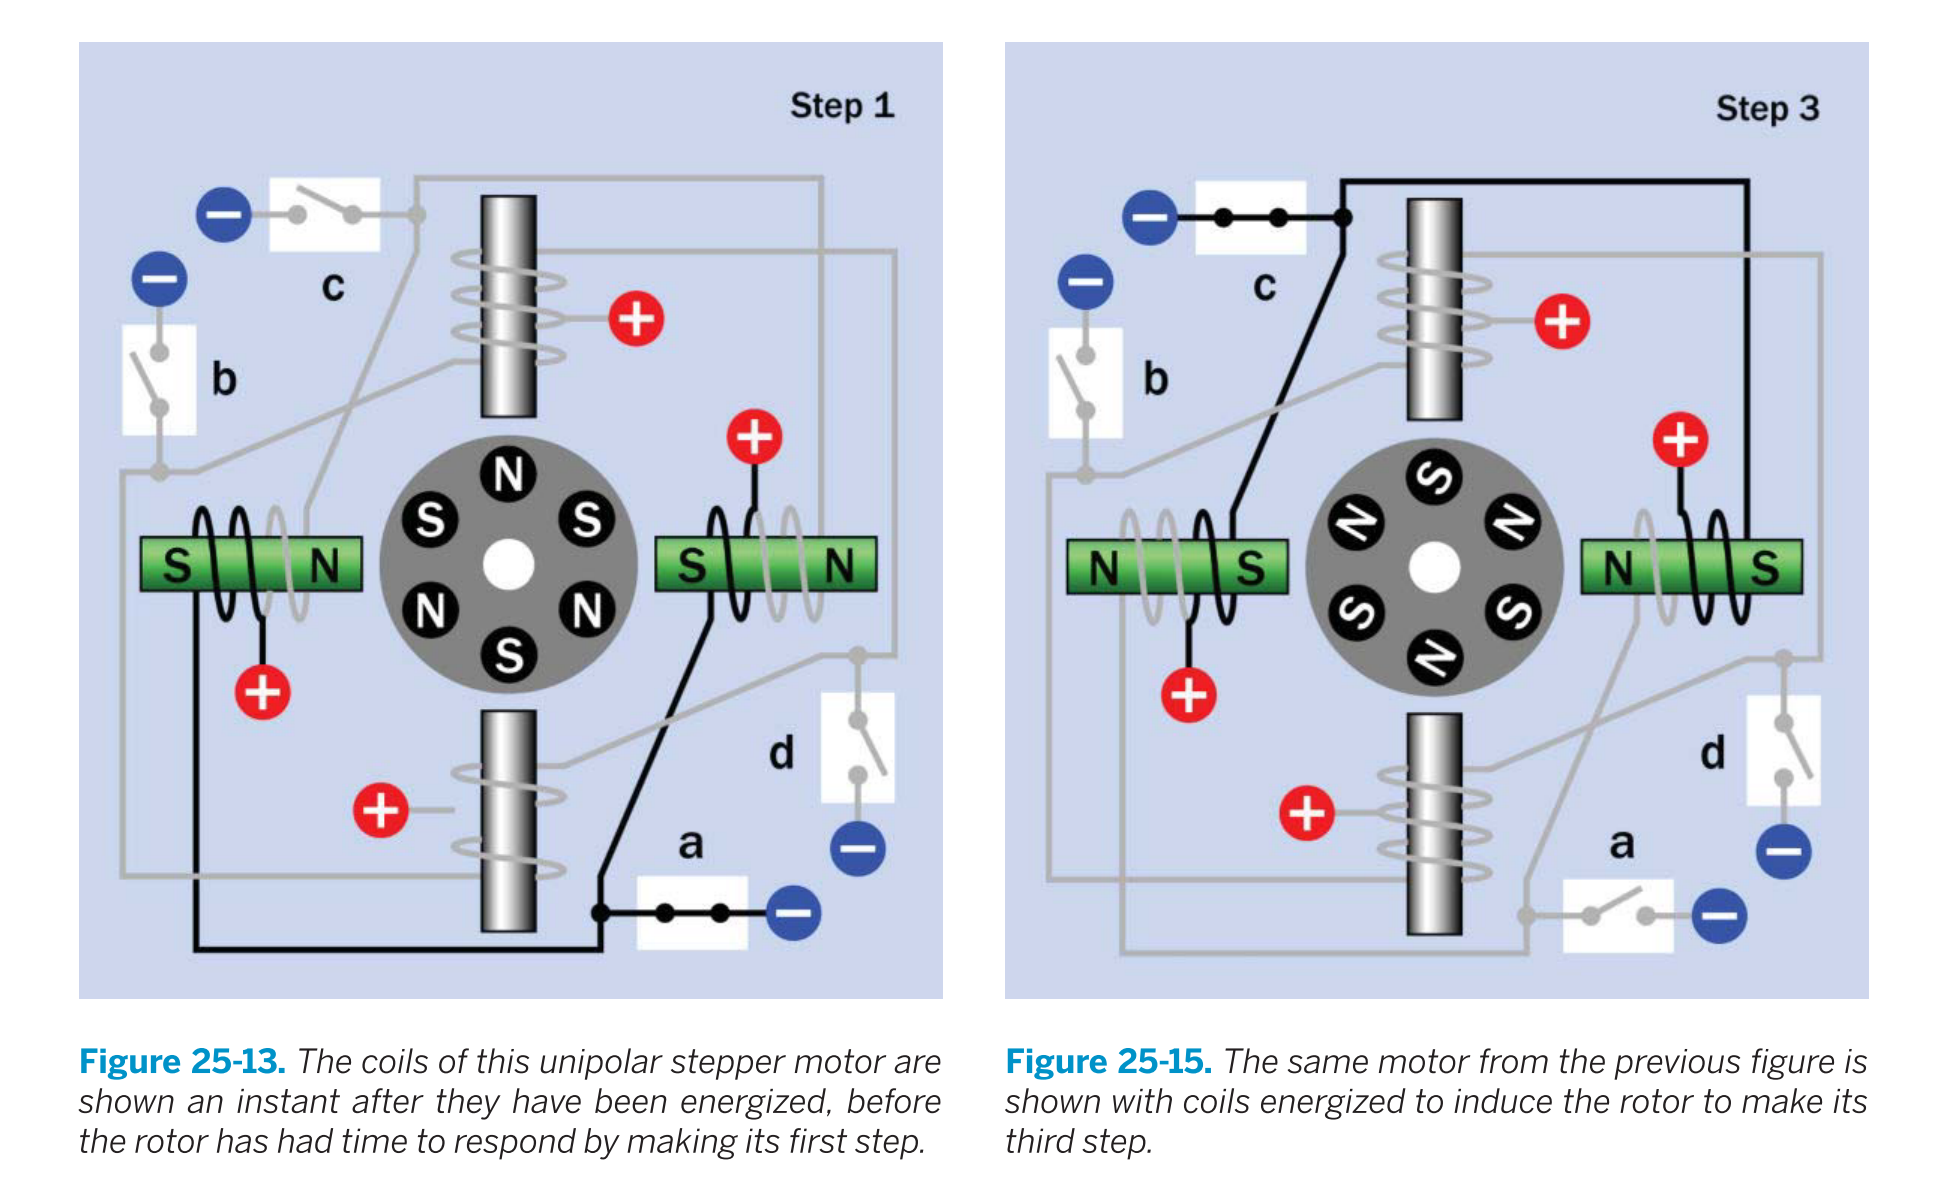 Step 1
−
c
−
b
+
+
N
S
S
S
N
S
N
N
N
S
+
d
+
a
−
−
Figure 25-13. The coils of this unipolar stepper motor are
shown an instant after they have been energized, before
the rotor has had time to respond by making its first step.
Step 3
−
c
−
b
+
+
S
N
N
N
S
N
S
S
S
N
+
d
+
a
−
−
Figure 25-15. The same motor from the previous figure is
shown with coils energized to induce the rotor to make its
third step.